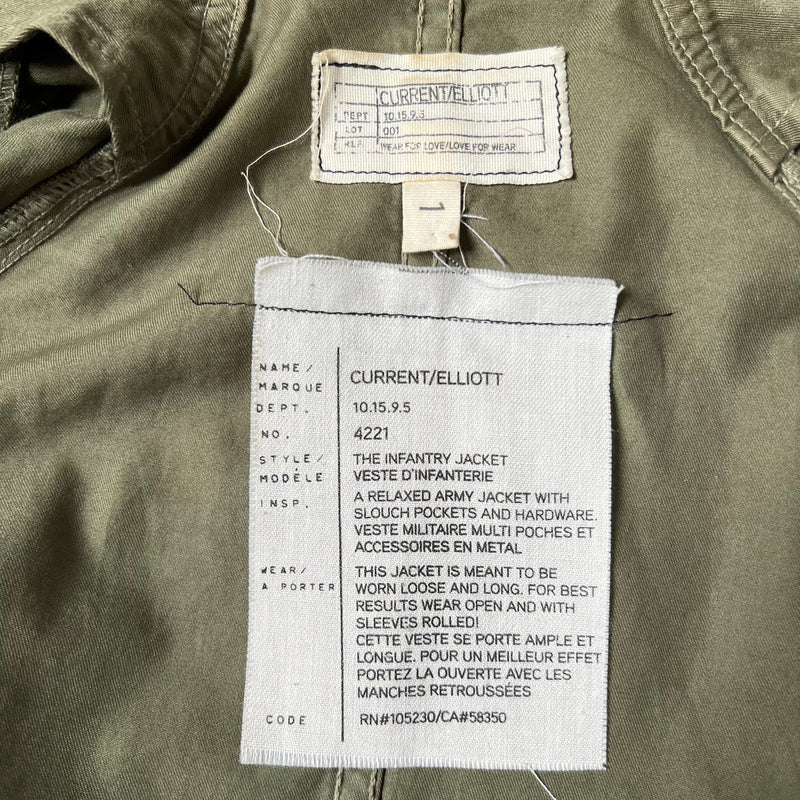 CURRENT/ELLIOTT
DEPT 10.15.9.3
LOT 001
REF. WEAR FOR LOVE/LOVE FOR WEAR
1
NAME/
MARQUE CURRENT/ELLIOTT
DEPT. 10.15.9.5
NO. 4221
STYLE/ THE INFANTRY JACKET
MODÈLE VESTE D'INFANTERIE
INSP. A RELAXED ARMY JACKET WITH
SLOUCH POCKETS AND HARDWARE.
VESTE MILITAIRE MULTI POCHES ET
ACCESSOIRES EN METAL
WEAR/ THIS JACKET IS MEANT TO BE
A PORTER WORN LOOSE AND LONG. FOR BEST
RESULTS WEAR OPEN AND WITH
SLEEVES ROLLED!
CETTE VESTE SE PORTE AMPLE ET
LONGUE. POUR UN MEILLEUR EFFET
PORTEZ LA OUVERTE AVEC LES
MANCHES RETROUSSÉES
CODE RN#105230/CA#58350